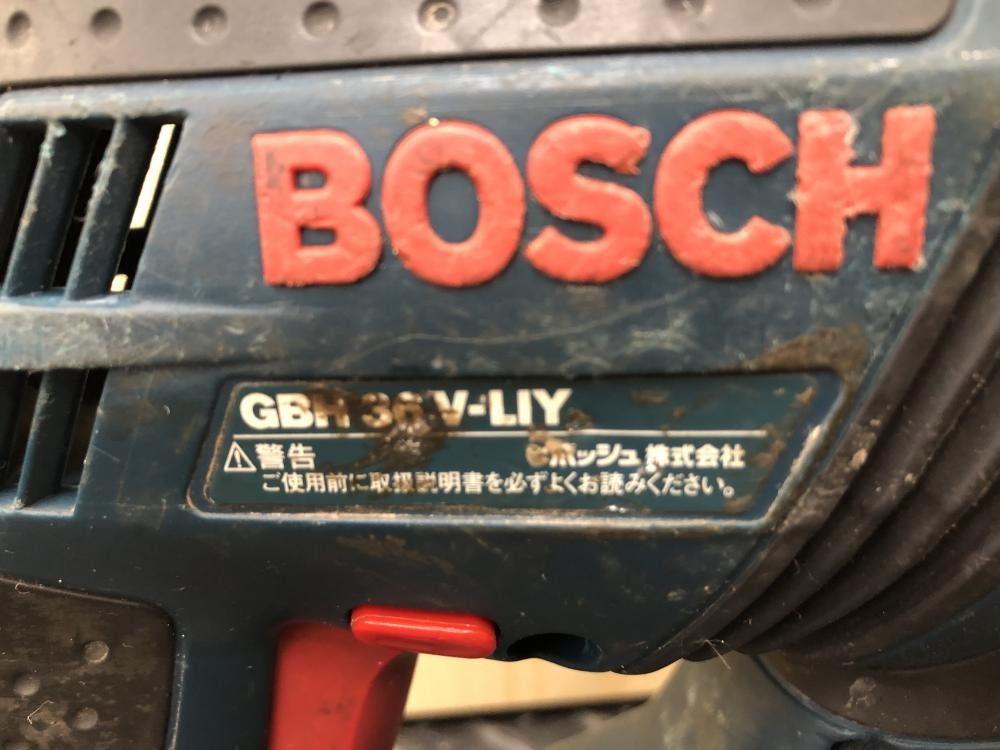 BOSCH
GBH 36 V-LIY
警告 ボッシュ株式会社
ご使用前に取扱説明書を必ずよくお読みください。